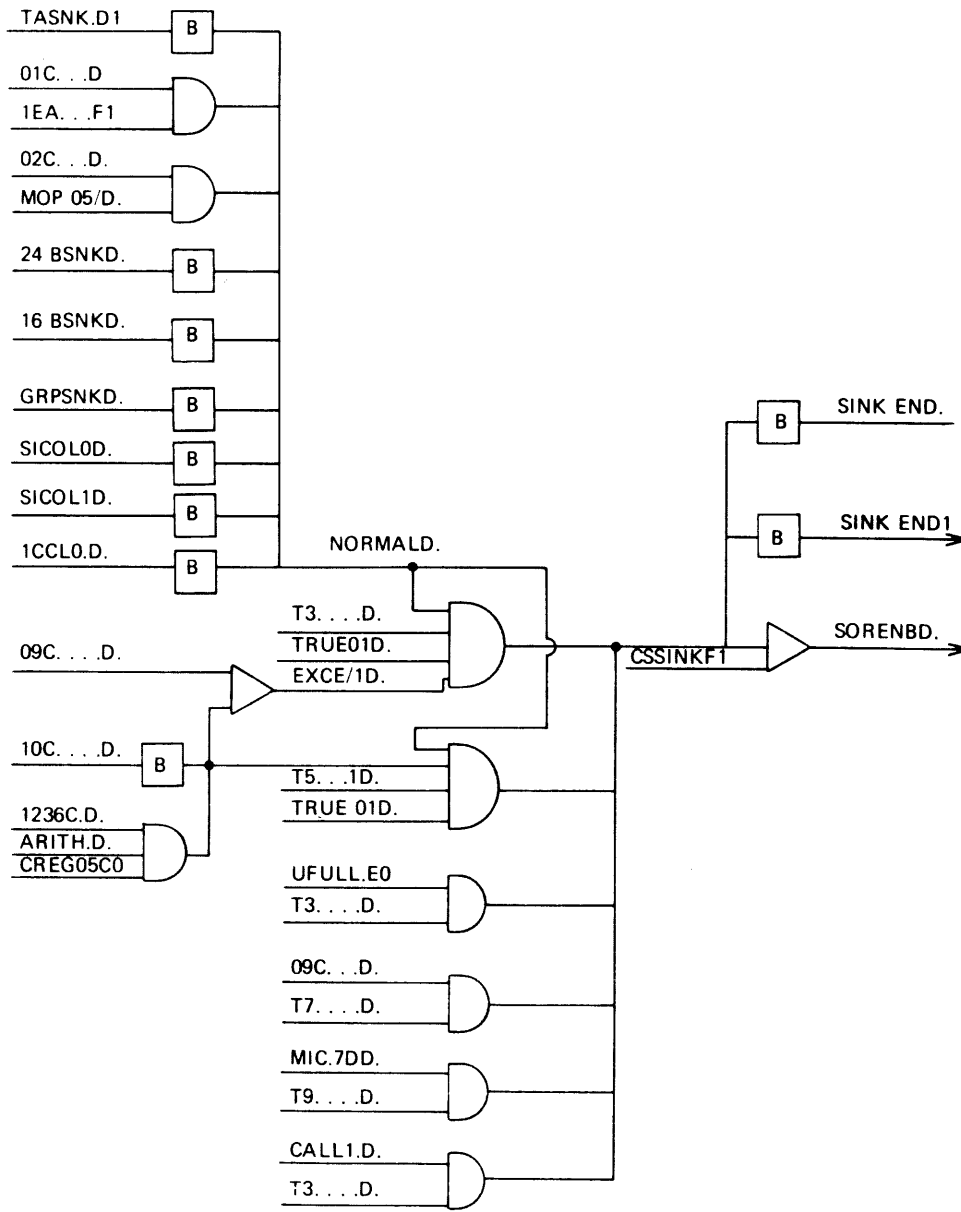 TASNK.D1
B
01C. . .D
1EA. . .F1
02C. . .D.
MOP 05/D.
24 BSNKD.
B
16 BSNKD.
B
GRPSNKD.
B
SICOL0D.
B
SICOL1D.
B
1CCL0.D.
B
NORMALD.
T3. . . .D.
TRUE01D.
EXCE/1D.
09C. . . .D.
10C. . . .D.
B
T5. . .1D.
TRUE 01D.
1236C.D.
ARITH.D.
CREG05C0
UFULL.E0
T3. . . .D.
09C. . .D.
T7. . . .D.
MIC.7DD.
T9. . . .D.
CALL1.D.
T3. . . .D.
B
SINK END.
B
SINK END1
CSSINKF1
SORENBD.